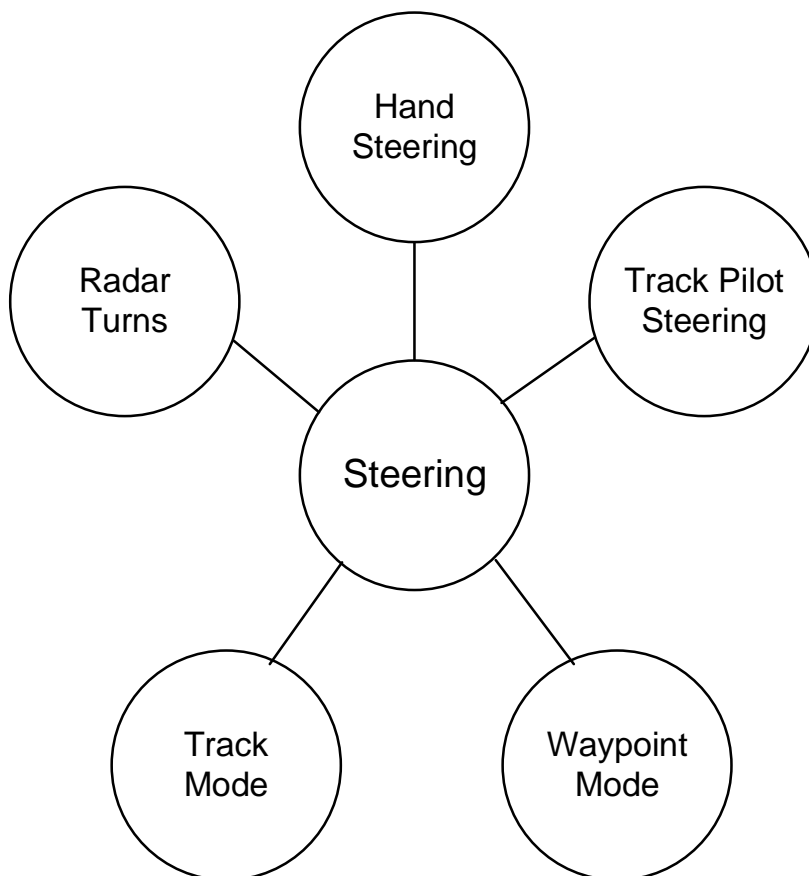 Hand
Steering
Radar
Turns
Track Pilot
Steering
Steering
Track
Mode
Waypoint
Mode